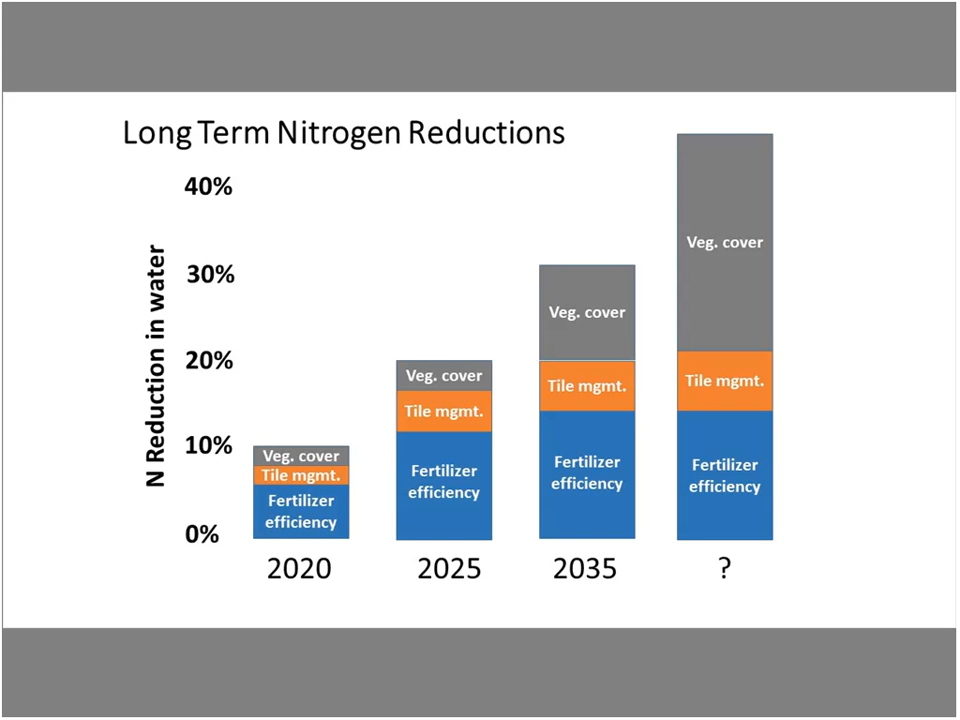 Long Term Nitrogen Reductions
N Reduction in water
40%
30%
20%
10%
0%
Veg. cover
Tile mgmt.
Fertilizer
efficiency
Veg. cover
Tile mgmt.
Fertilizer
efficiency
Veg. cover
Tile mgmt.
Fertilizer
efficiency
Veg. cover
Tile mgmt.
Fertilizer
efficiency
2020
2025
2035
?